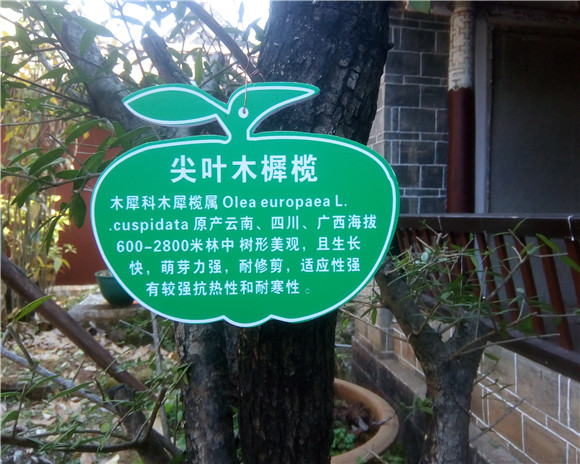 尖叶木樨榄
木犀科木犀榄属 Olea europaea L.
.cuspidata 原产云南、四川、广西海拔
600-2800米林中 树形美观，且生长
快，萌芽力强，耐修剪，适应性强
有较强抗热性和耐寒性。